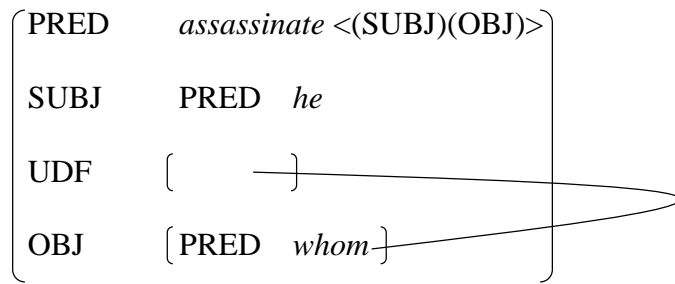 PRED assassinate <(SUBJ)(OBJ)>
SUBJ PRED he
UDF [ ]
OBJ [PRED whom]